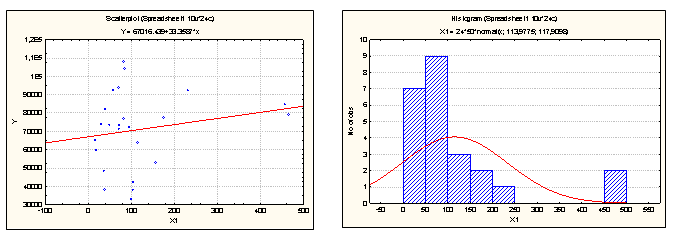 Scatterplot (Spreadsheet1 10v*24c)
Y = 67016,439+33,3587*x
1,2E5
1,1E5
1E5
90000
80000
70000
60000
50000
40000
30000
Y
-100 0 100 200 300 400 500
X1
Histogram (Spreadsheet1 10v*24c)
X1 = 24*50*normal(x; 113,9775; 117,9098)
10
9
8
7
6
5
4
3
2
1
0
No of obs
-50 0 50 100 150 200 250 300 350 400 450 500 550
X1